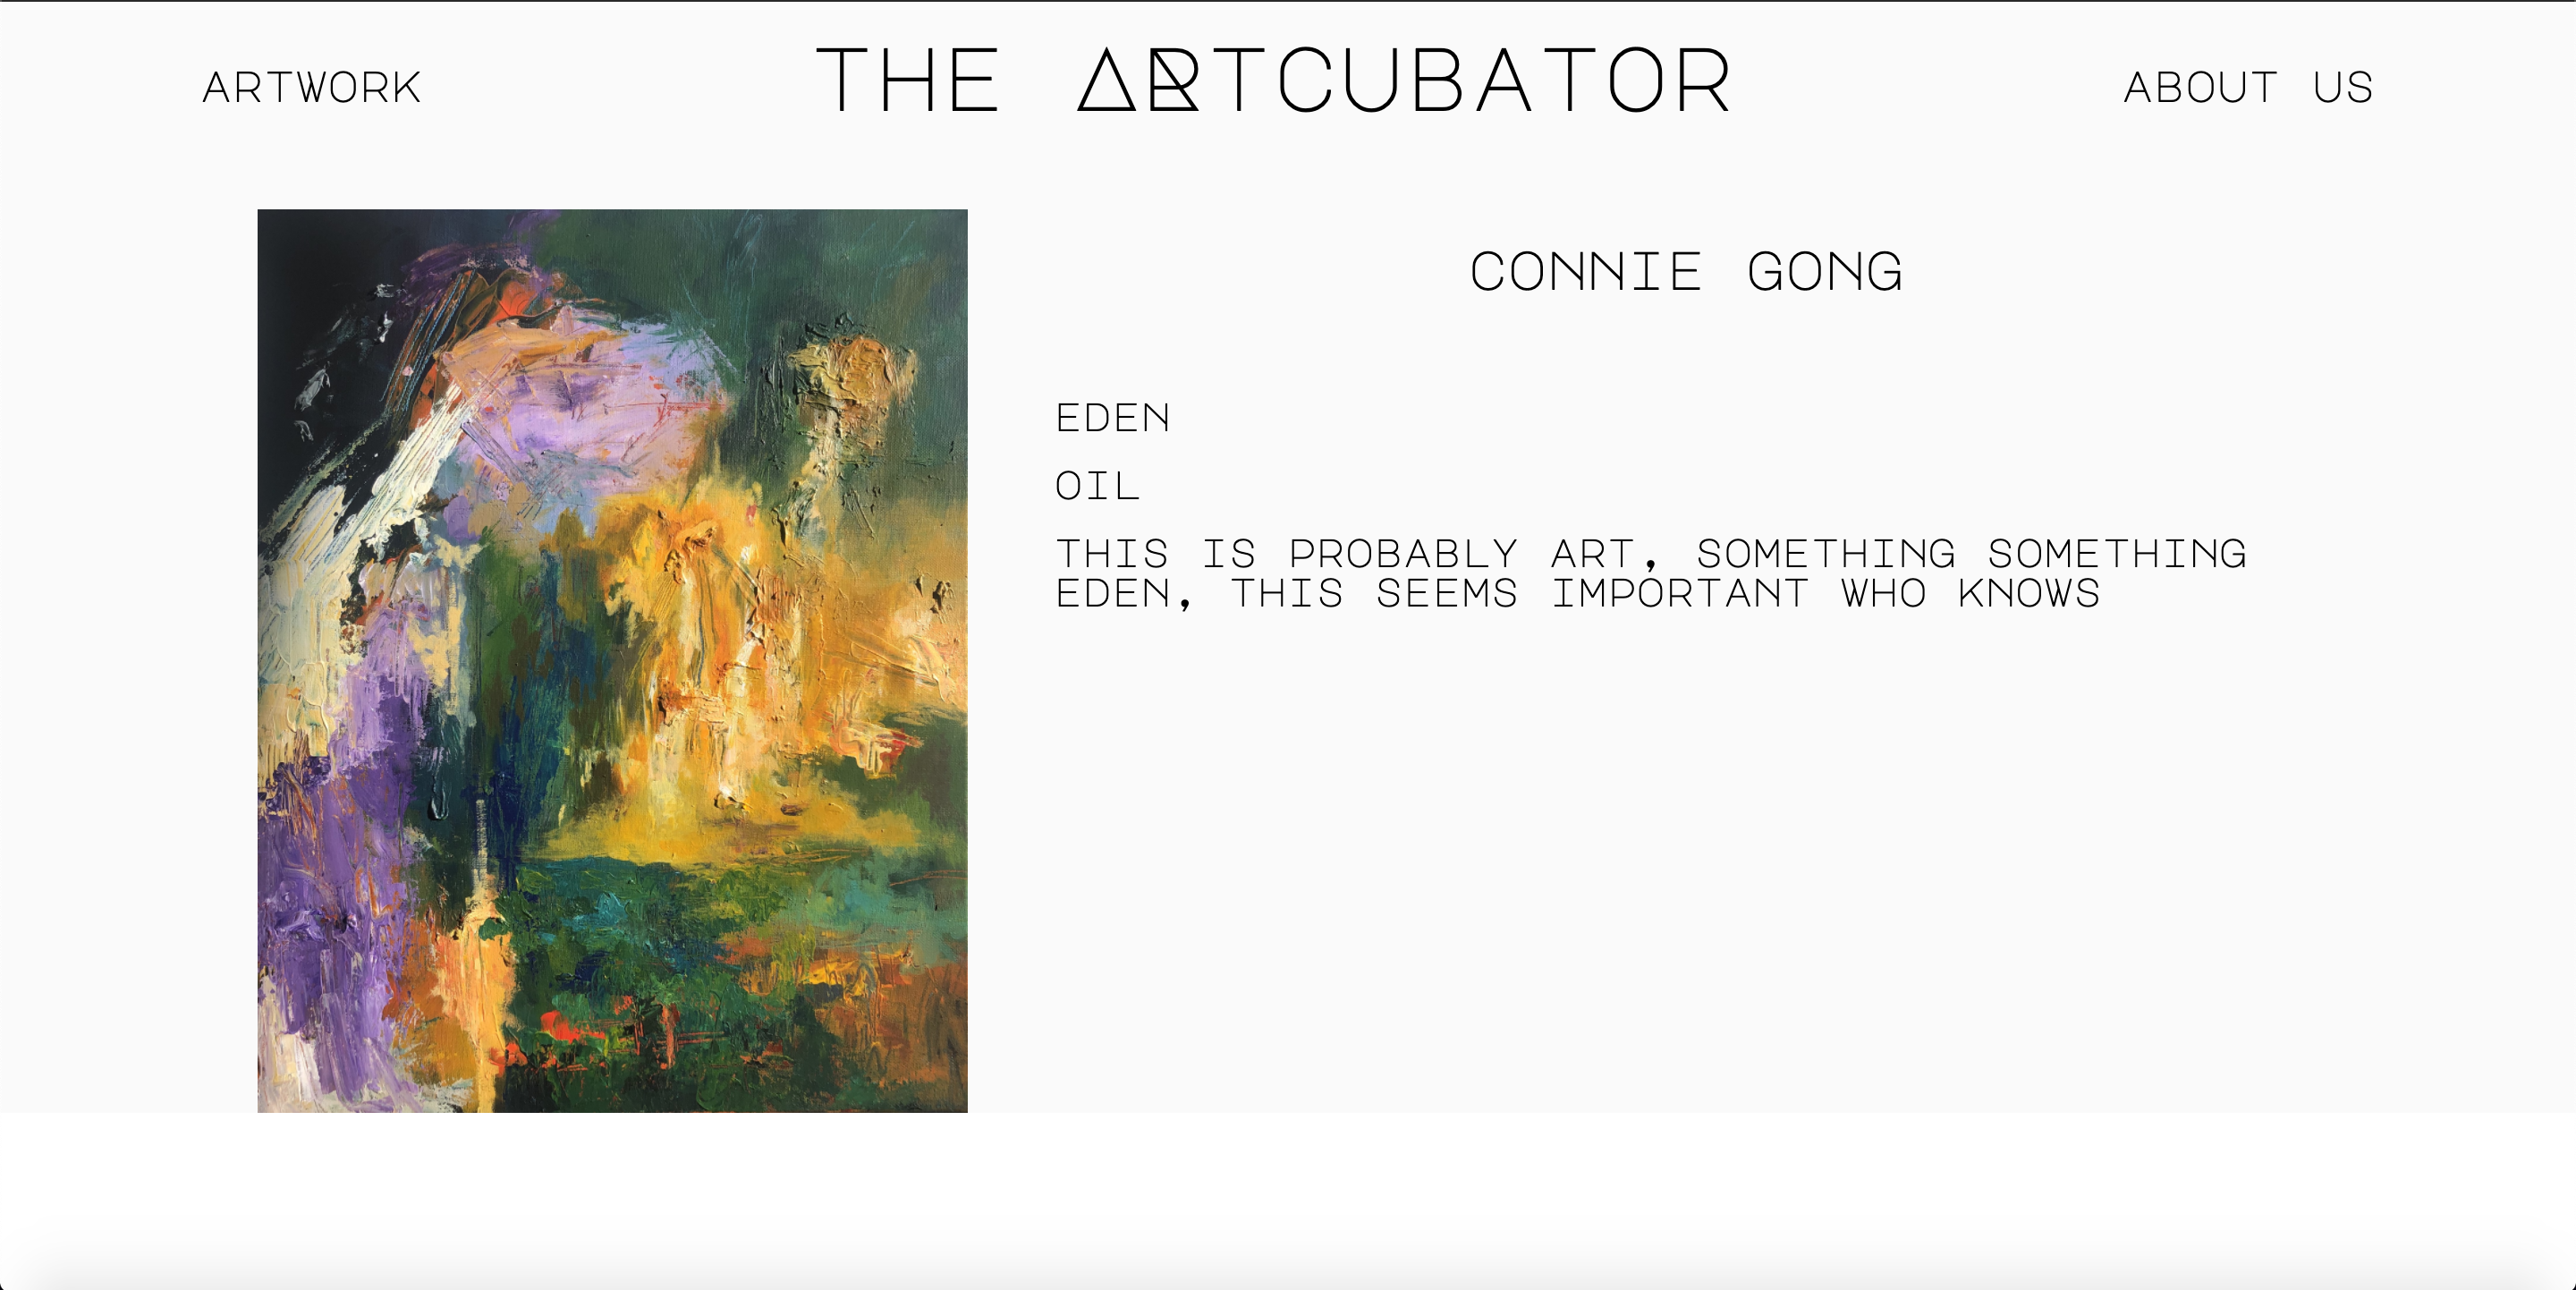 ARTWORK
THE ARTCUBATOR
ABOUT US
CONNIE GONG
EDEN
OIL
THIS IS PROBABLY ART, SOMETHING SOMETHING
EDEN, THIS SEEMS IMPORTANT WHO KNOWS